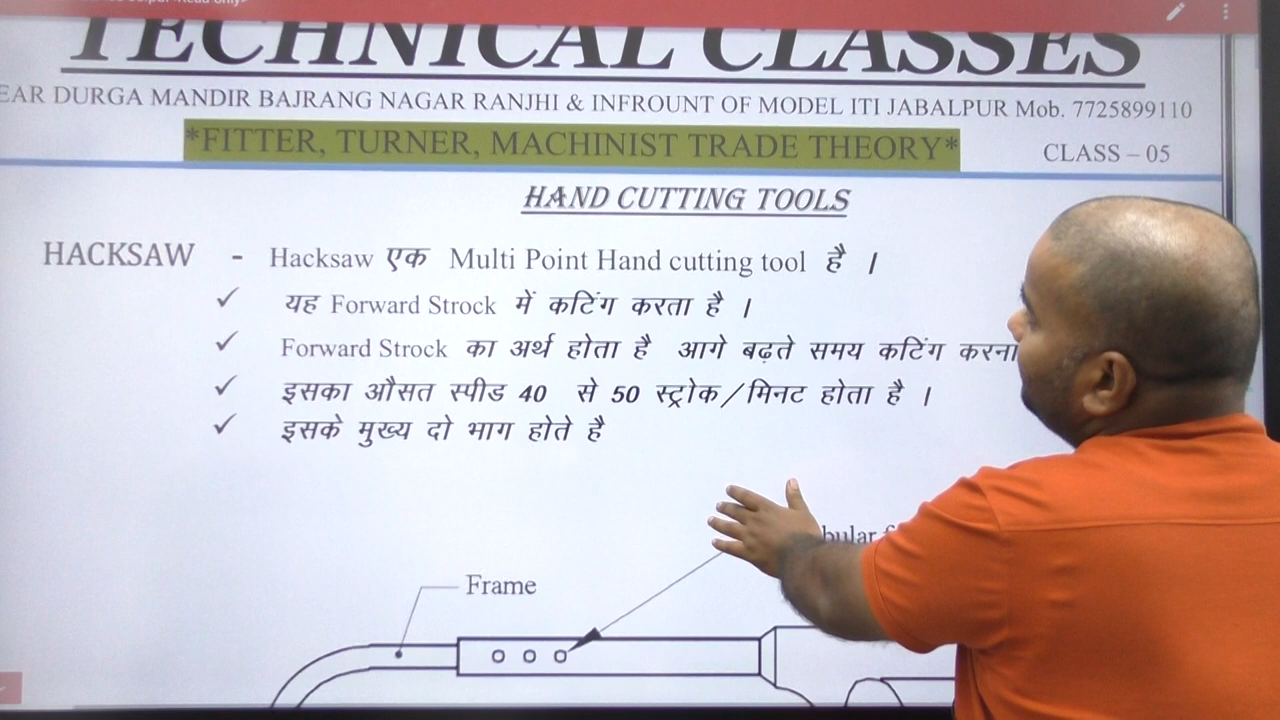 TECHNICAL CLASSES
EAR DURGA MANDIR BAJRANG NAGAR RANJHI & INFROUNT OF MODEL ITI JABALPUR Mob. 7725899110
*FITTER, TURNER, MACHINIST TRADE THEORY*
CLASS – 05
HAND CUTTING TOOLS
HACKSAW - Hacksaw एक Multi Point Hand cutting tool है ।
✓ यह Forward Strock में कटिंग करता है ।
✓ Forward Strock का अर्थ होता है आगे बढ़ते समय कटिंग करना
✓ इसका औसत स्पीड 40 से 50 स्ट्रोक/मिनट होता है ।
✓ इसके मुख्य दो भाग होते है
bular
Frame